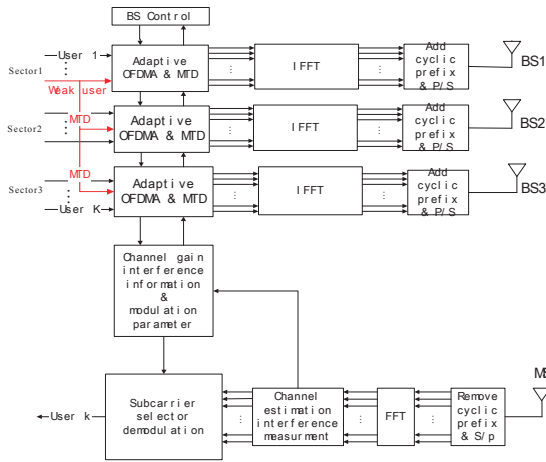 BS Control
User 1
Sector1
Weak user
Adaptive
OFDMA & MTD
IFFT
Add
cyclic
prefix
& P/S
BS1
MTD
Sector2
Adaptive
OFDMA & MTD
IFFT
Add
cyclic
prefix
& P/S
BS2
MTD
Sector3
User K
Adaptive
OFDMA & MTD
IFFT
Add
cyclic
prefix
& P/S
BS3
Channel gain
interference
information
&
modulation
parameter
User k
Subcarrier
selector
demodulation
Channel
estimation
interference
measurment
FFT
Remove
cyclic
prefix
& S/p